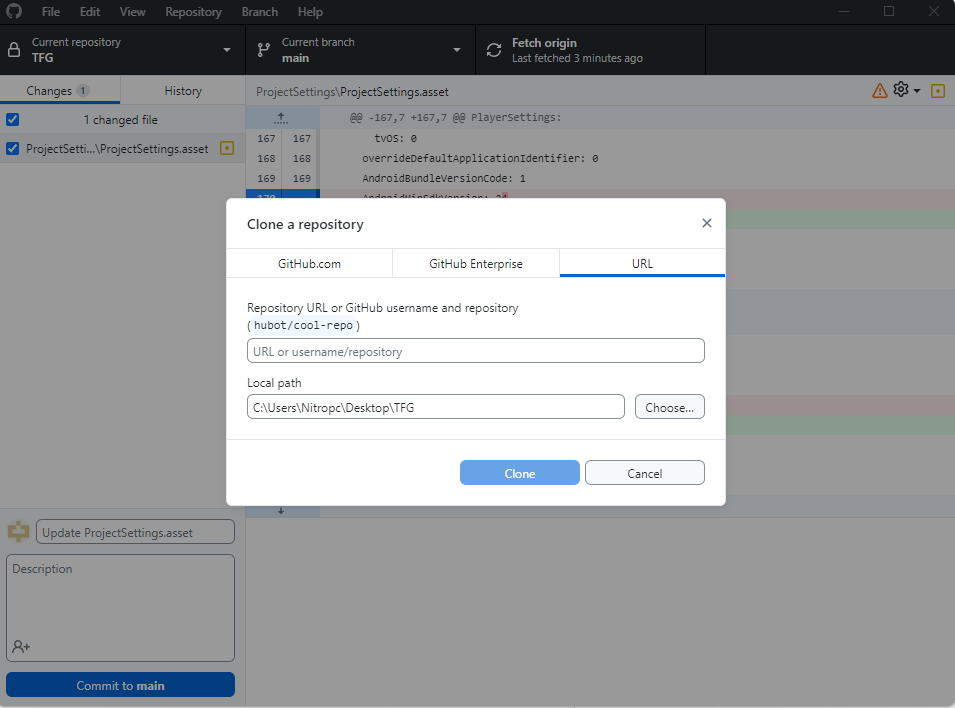 File Edit View Repository Branch Help
Current repository
TFG
Current branch
main
Fetch origin
Last fetched 3 minutes ago
Changes 1
History
ProjectSettings\ProjectSettings.asset
1 changed file
ProjectSetti...\ProjectSettings.asset
@@ -167,7 +167,7 @@ PlayerSettings:
167 167 tvOS: 0
168 168 overrideDefaultApplicationIdentifier: 0
169 169 AndroidBundleVersionCode: 1
170 AndroidMinSdkVersion: 24
Clone a repository
GitHub.com
GitHub Enterprise
URL
Repository URL or GitHub username and repository
(hubot/cool-repo)
URL or username/repository
Local path
C:\Users\Nitropc\Desktop\TFG
Choose...
Clone
Cancel
Update ProjectSettings.asset
Description
Commit to main